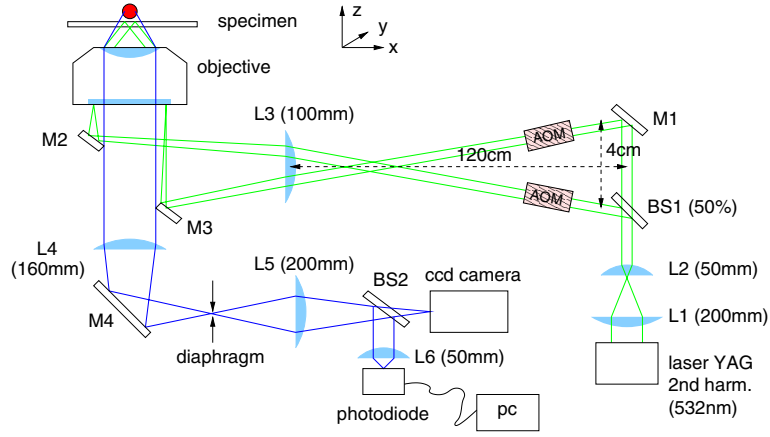 specimen
z
y
x
objective
M2
L3 (100mm)
AOM
M1
120cm
4cm
AOM
M3
BS1 (50%)
L4
(160mm)
L5 (200mm)
BS2
ccd camera
L2 (50mm)
M4
diaphragm
L6 (50mm)
L1 (200mm)
photodiode
pc
laser YAG
2nd harm.
(532nm)